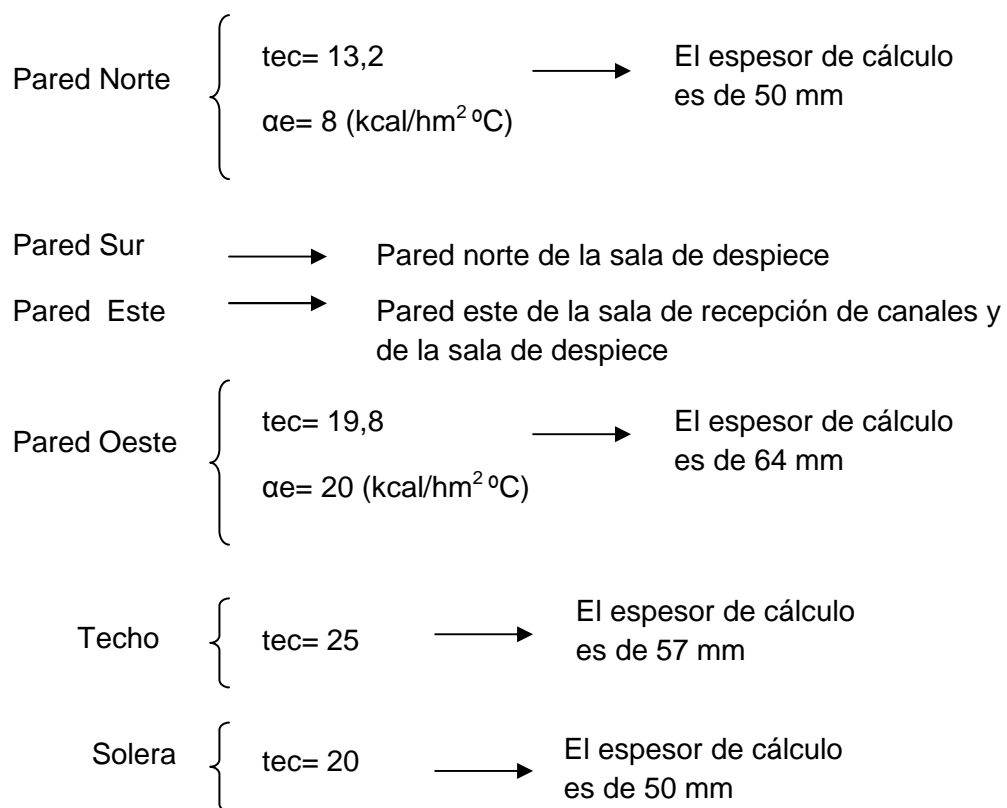 Pared Norte
tec= 13,2
αe= 8 (kcal/hm² ºC)
El espesor de cálculo
es de 50 mm
Pared Sur
Pared norte de la sala de despiece
Pared Este
Pared este de la sala de recepción de canales y
de la sala de despiece
Pared Oeste
tec= 19,8
αe= 20 (kcal/hm² ºC)
El espesor de cálculo
es de 64 mm
Techo
tec= 25
El espesor de cálculo
es de 57 mm
Solera
tec= 20
El espesor de cálculo
es de 50 mm